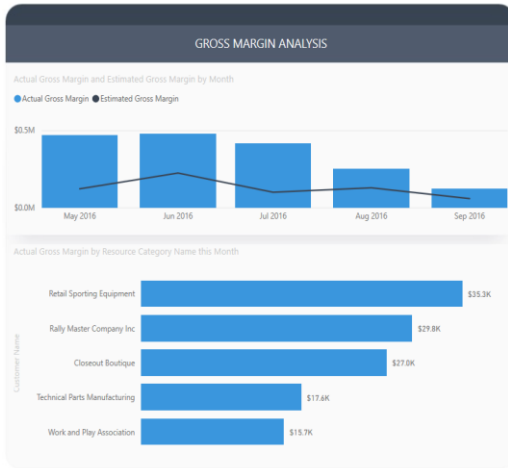 GROSS MARGIN ANALYSIS
Actual Gross Margin and Estimated Gross Margin by Month
Actual Gross Margin Estimated Gross Margin
$0.5M
$0.0M
May 2016 Jun 2016 Jul 2016 Aug 2016 Sep 2016
Actual Gross Margin by Resource Category Name this Month
Customer Name
Retail Sporting Equipment $35.3K
Rally Master Company Inc $29.8K
Closeout Boutique $27.0K
Technical Parts Manufacturing $17.6K
Work and Play Association $15.7K